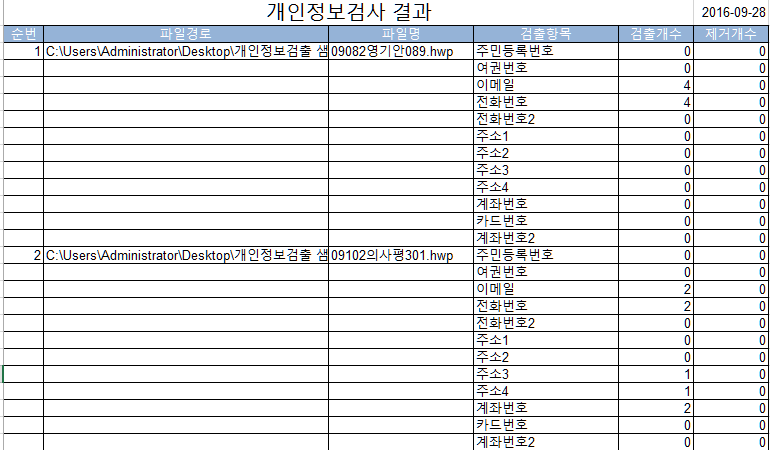 개인정보검사 결과 2016-09-28
순번 파일경로 파일명 검출항목 검출개수 제거개수
1 C:\Users\Administrator\Desktop\개인정보검출 샘 09082영기안089.hwp 주민등록번호 0 0
여권번호 0 0
이메일 4 0
전화번호 4 0
전화번호2 0 0
주소1 0 0
주소2 0 0
주소3 0 0
주소4 0 0
계좌번호 0 0
카드번호 0 0
계좌번호2 0 0
2 C:\Users\Administrator\Desktop\개인정보검출 샘 09102의사평301.hwp 주민등록번호 0 0
여권번호 0 0
이메일 2 0
전화번호 2 0
전화번호2 0 0
주소1 0 0
주소2 0 0
주소3 1 0
주소4 1 0
계좌번호 2 0
카드번호 0 0
계좌번호2 0 0